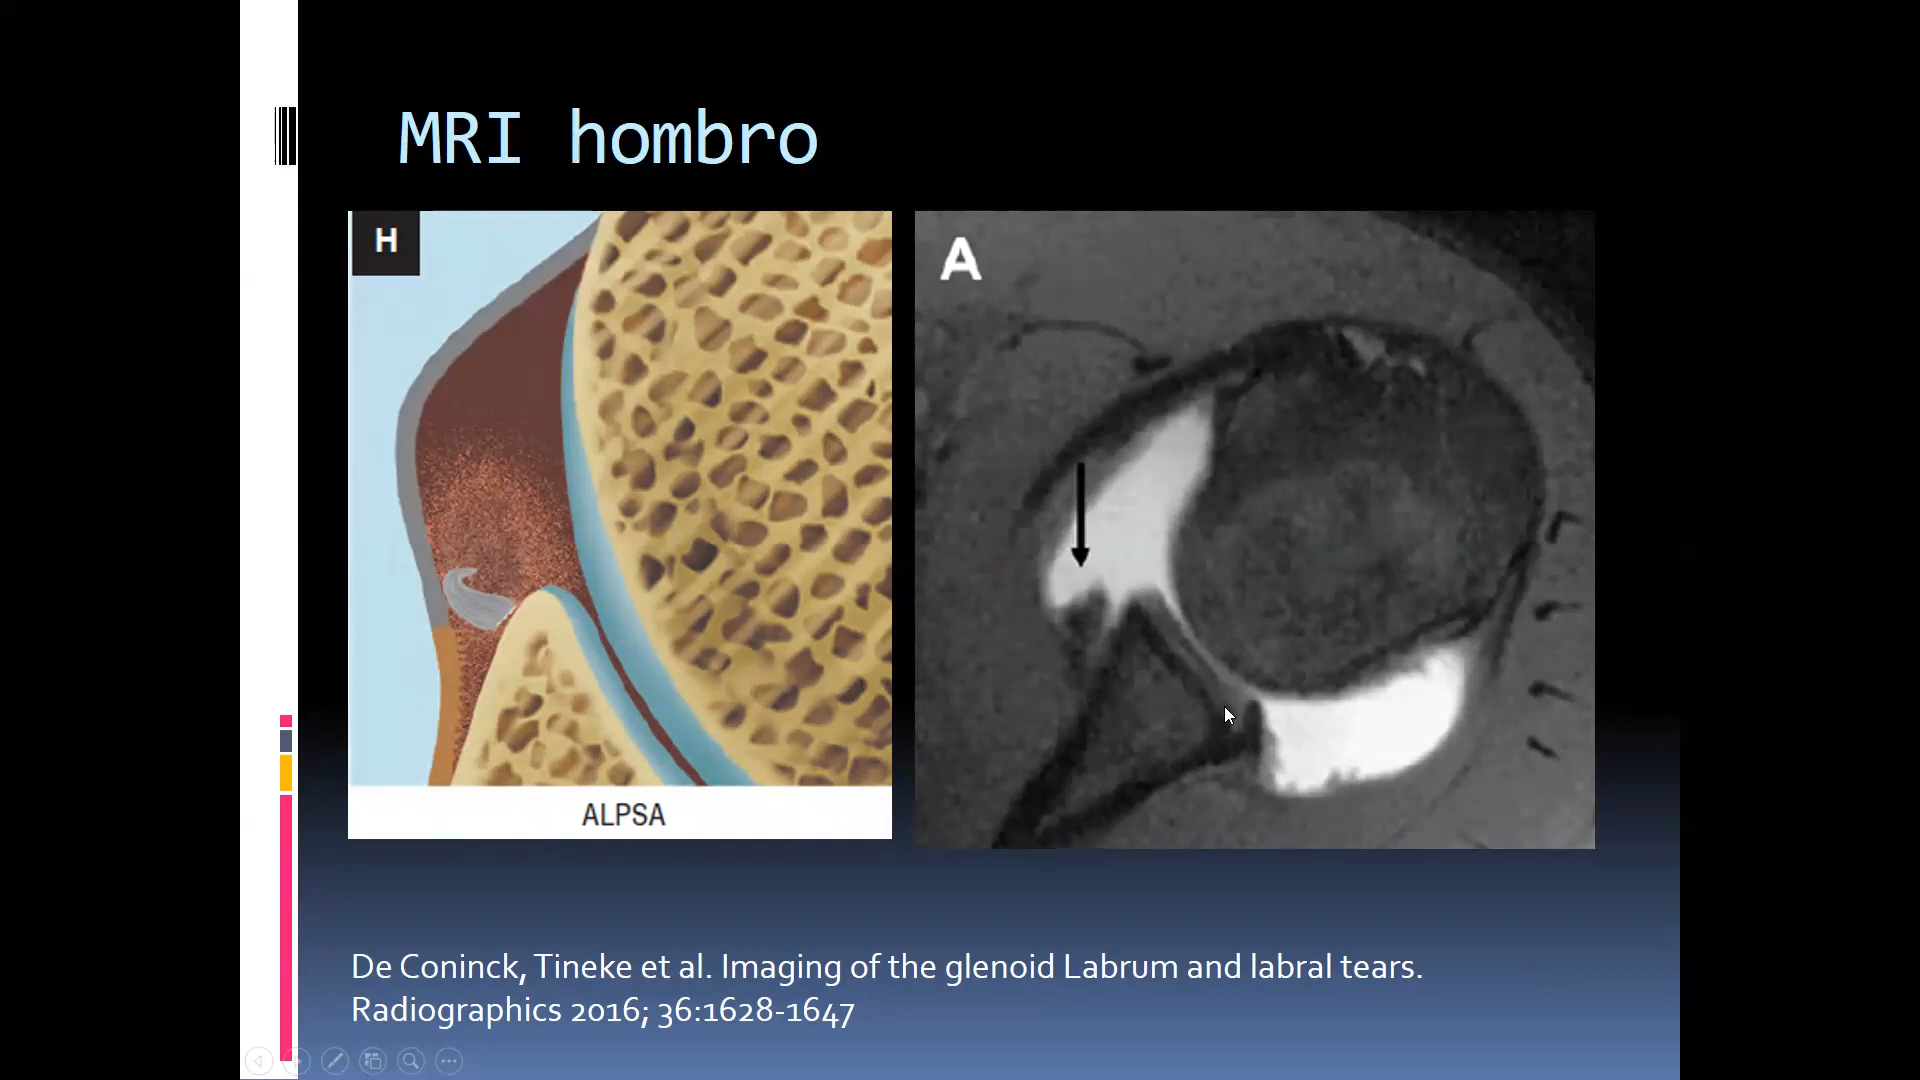 MRI hombro
H
A
ALPSA
De Coninck, Tineke et al. Imaging of the glenoid Labrum and labral tears.
Radiographics 2016; 36:1628-1647